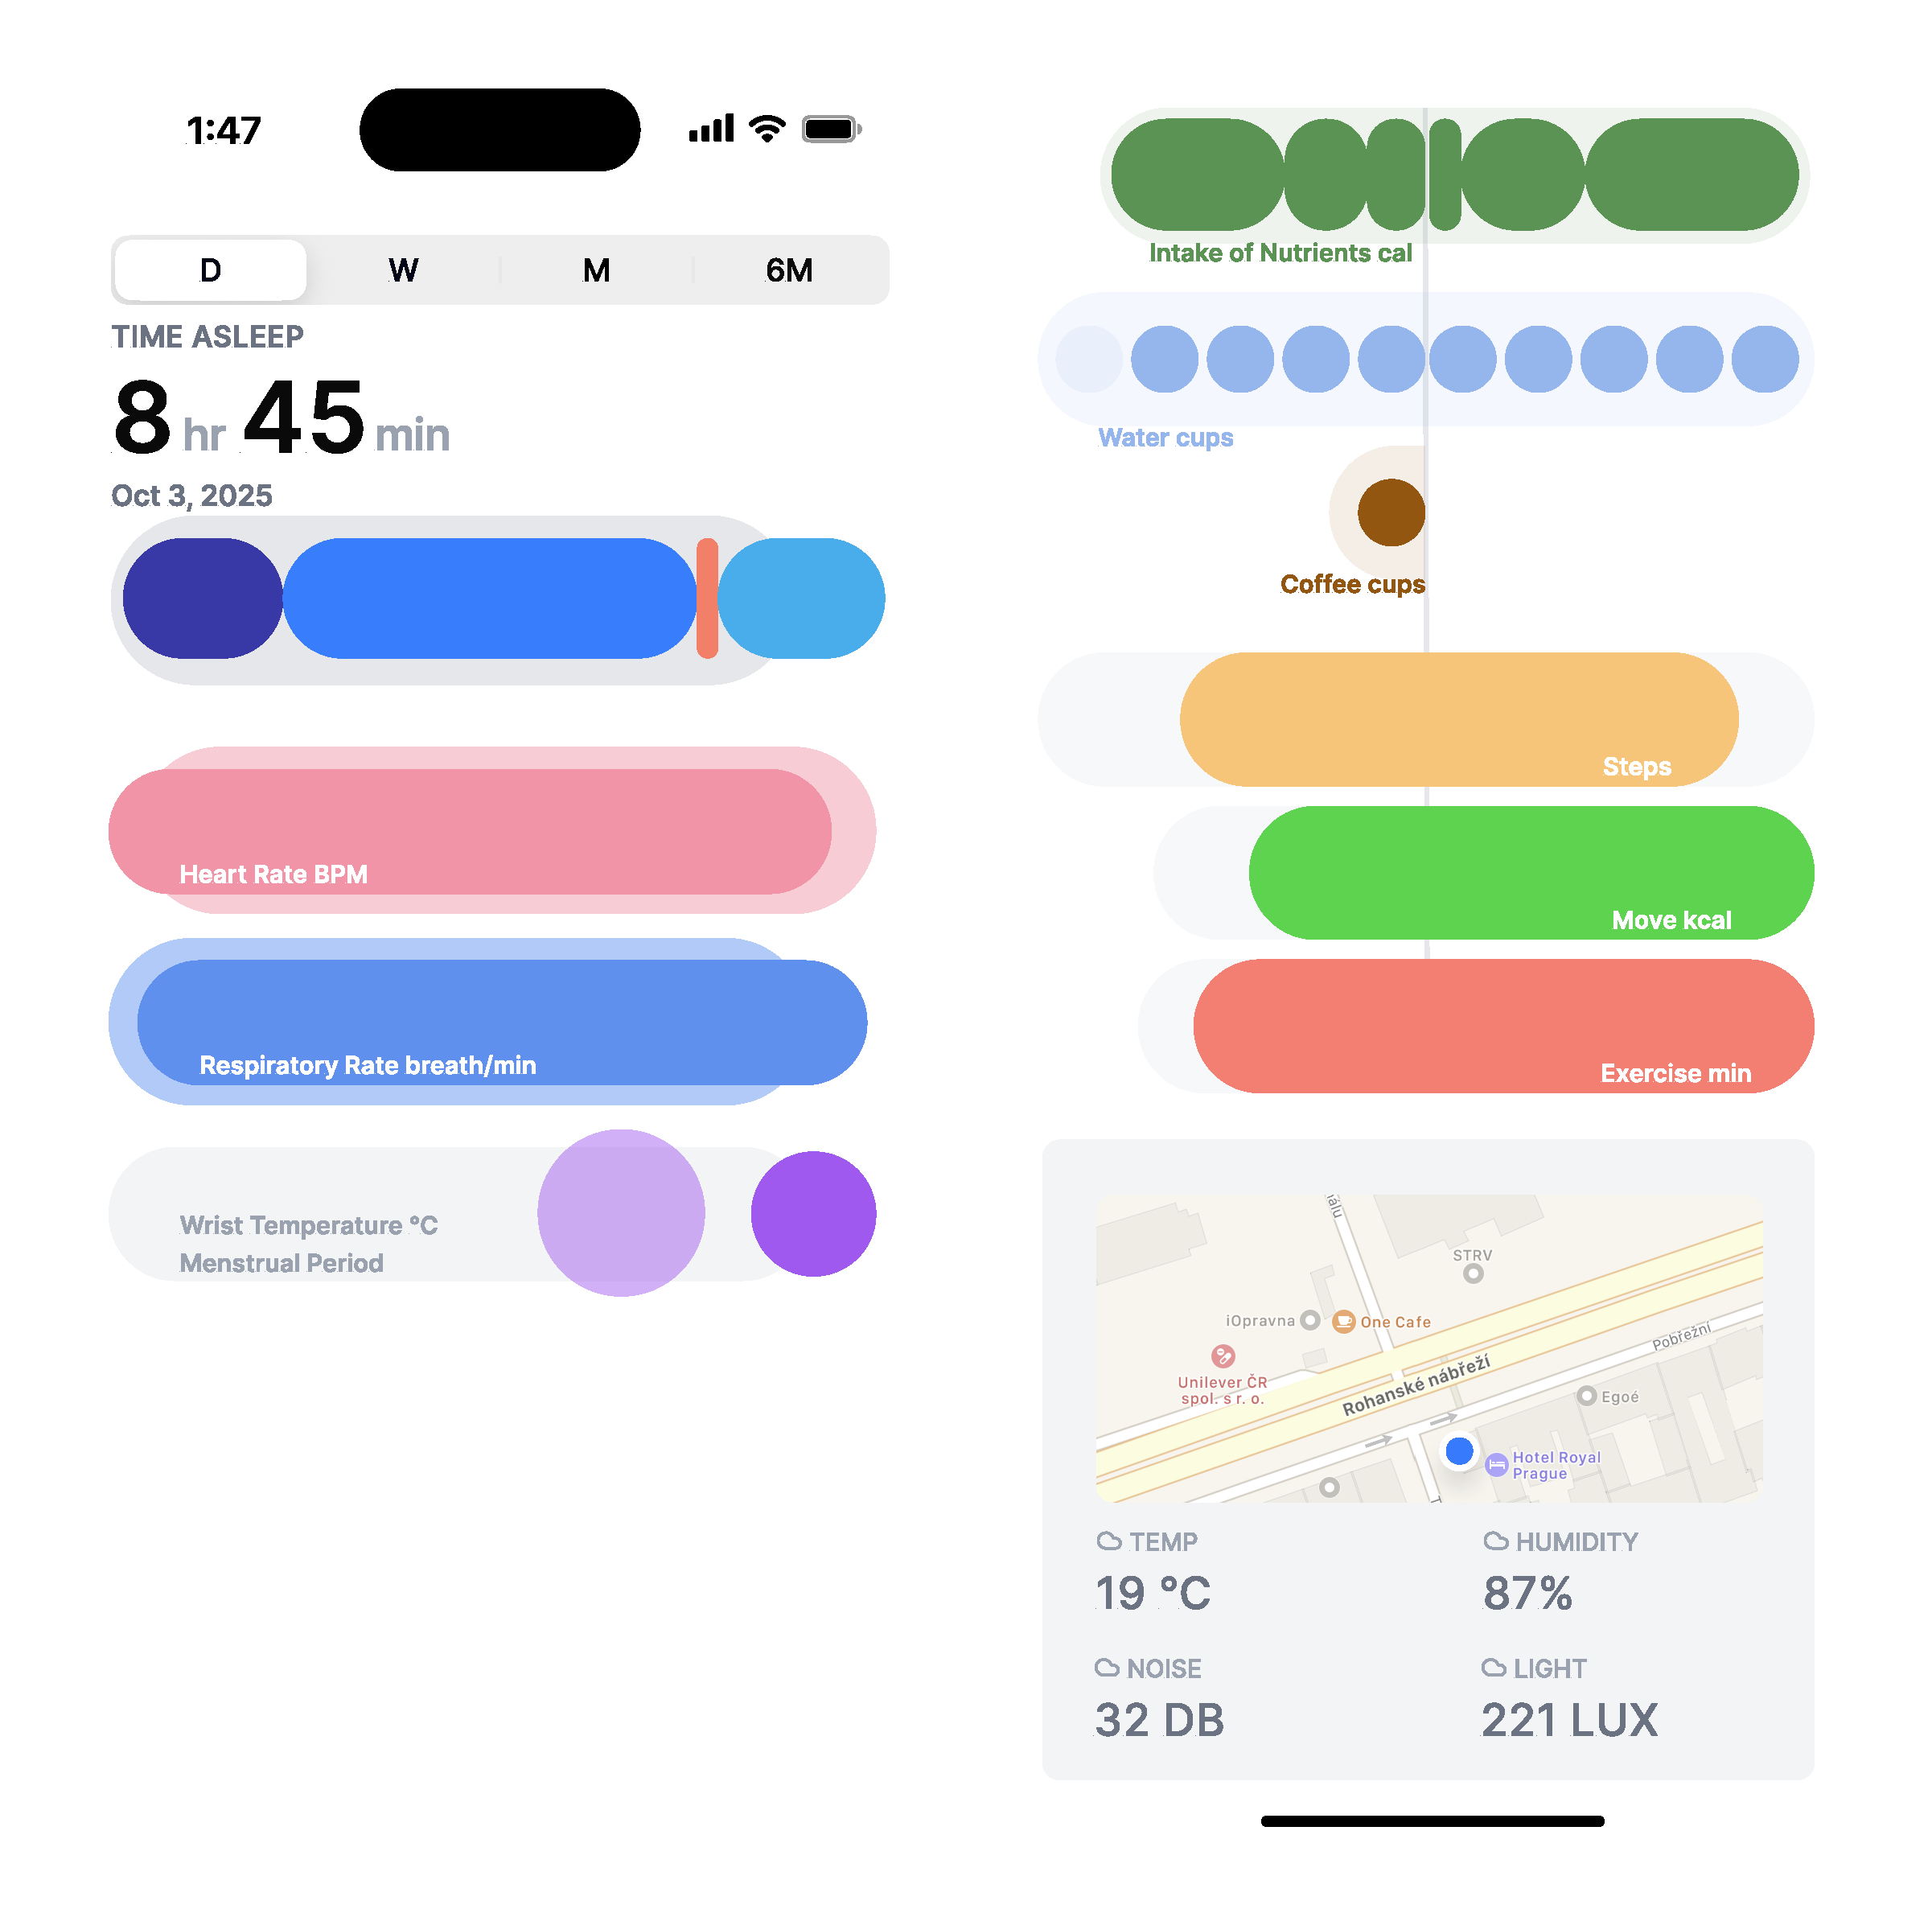 1:47
D W M 6M
TIME ASLEEP
8 hr 45 min
Oct 3, 2025
Heart Rate BPM
Respiratory Rate breath/min
Wrist Temperature °C
Menstrual Period
Intake of Nutrients cal
Water cups
Coffee cups
Steps
Move kcal
Exercise min
STRV
iOpravna
One Cafe
Unilever ČR
spol. s r. o.
Rohanské nábřeží
Pobřežní
Egoé
Hotel Royal
Prague
TEMP
19 °C
HUMIDITY
87%
NOISE
32 DB
LIGHT
221 LUX